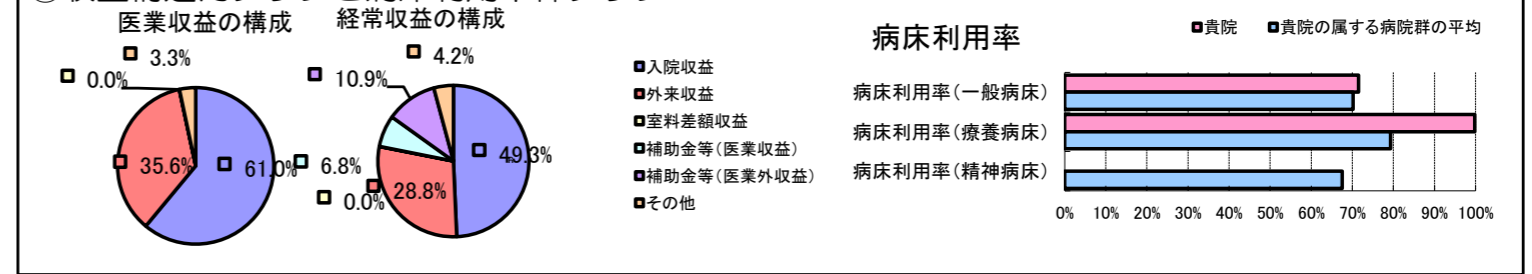 医業収益の構成
3.3%
0.0%
35.6%
61.0%
経常収益の構成
4.2%
10.9%
6.8%
0.0%
28.8%
49.3%
入院収益
外来収益
室料差額収益
補助金等(医業収益)
補助金等(医業外収益)
その他
病床利用率
貴院 貴院の属する病院群の平均
病床利用率(一般病床)
病床利用率(療養病床)
病床利用率(精神病床)
0% 10% 20% 30% 40% 50% 60% 70% 80% 90% 100%